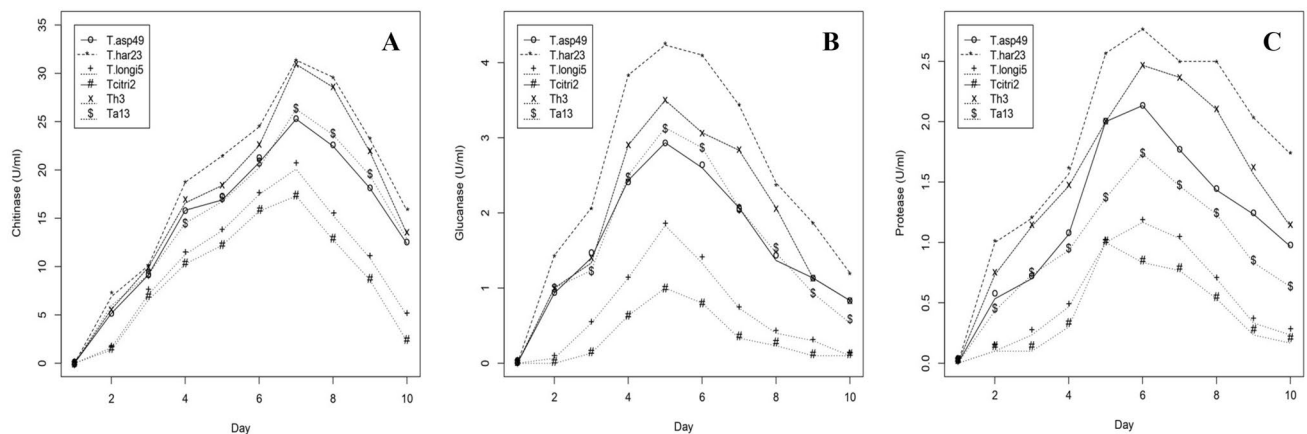 A
T.asp49
T.har23
T.longi5
Tcitri2
Th3
Ta13
35
30
25
20
15
10
5
0
Chitinase (U/ml)
2 4 6 8 10
Day
B
T.asp49
T.har23
T.longi5
Tcitri2
Th3
Ta13
4
3
2
1
0
Glucanase (U/ml)
2 4 6 8 10
Day
C
T.asp49
T.har23
T.longi5
Tcitri2
Th3
Ta13
2.5
2.0
1.5
1.0
0.5
0.0
Protease (U/ml)
2 4 6 8 10
Day